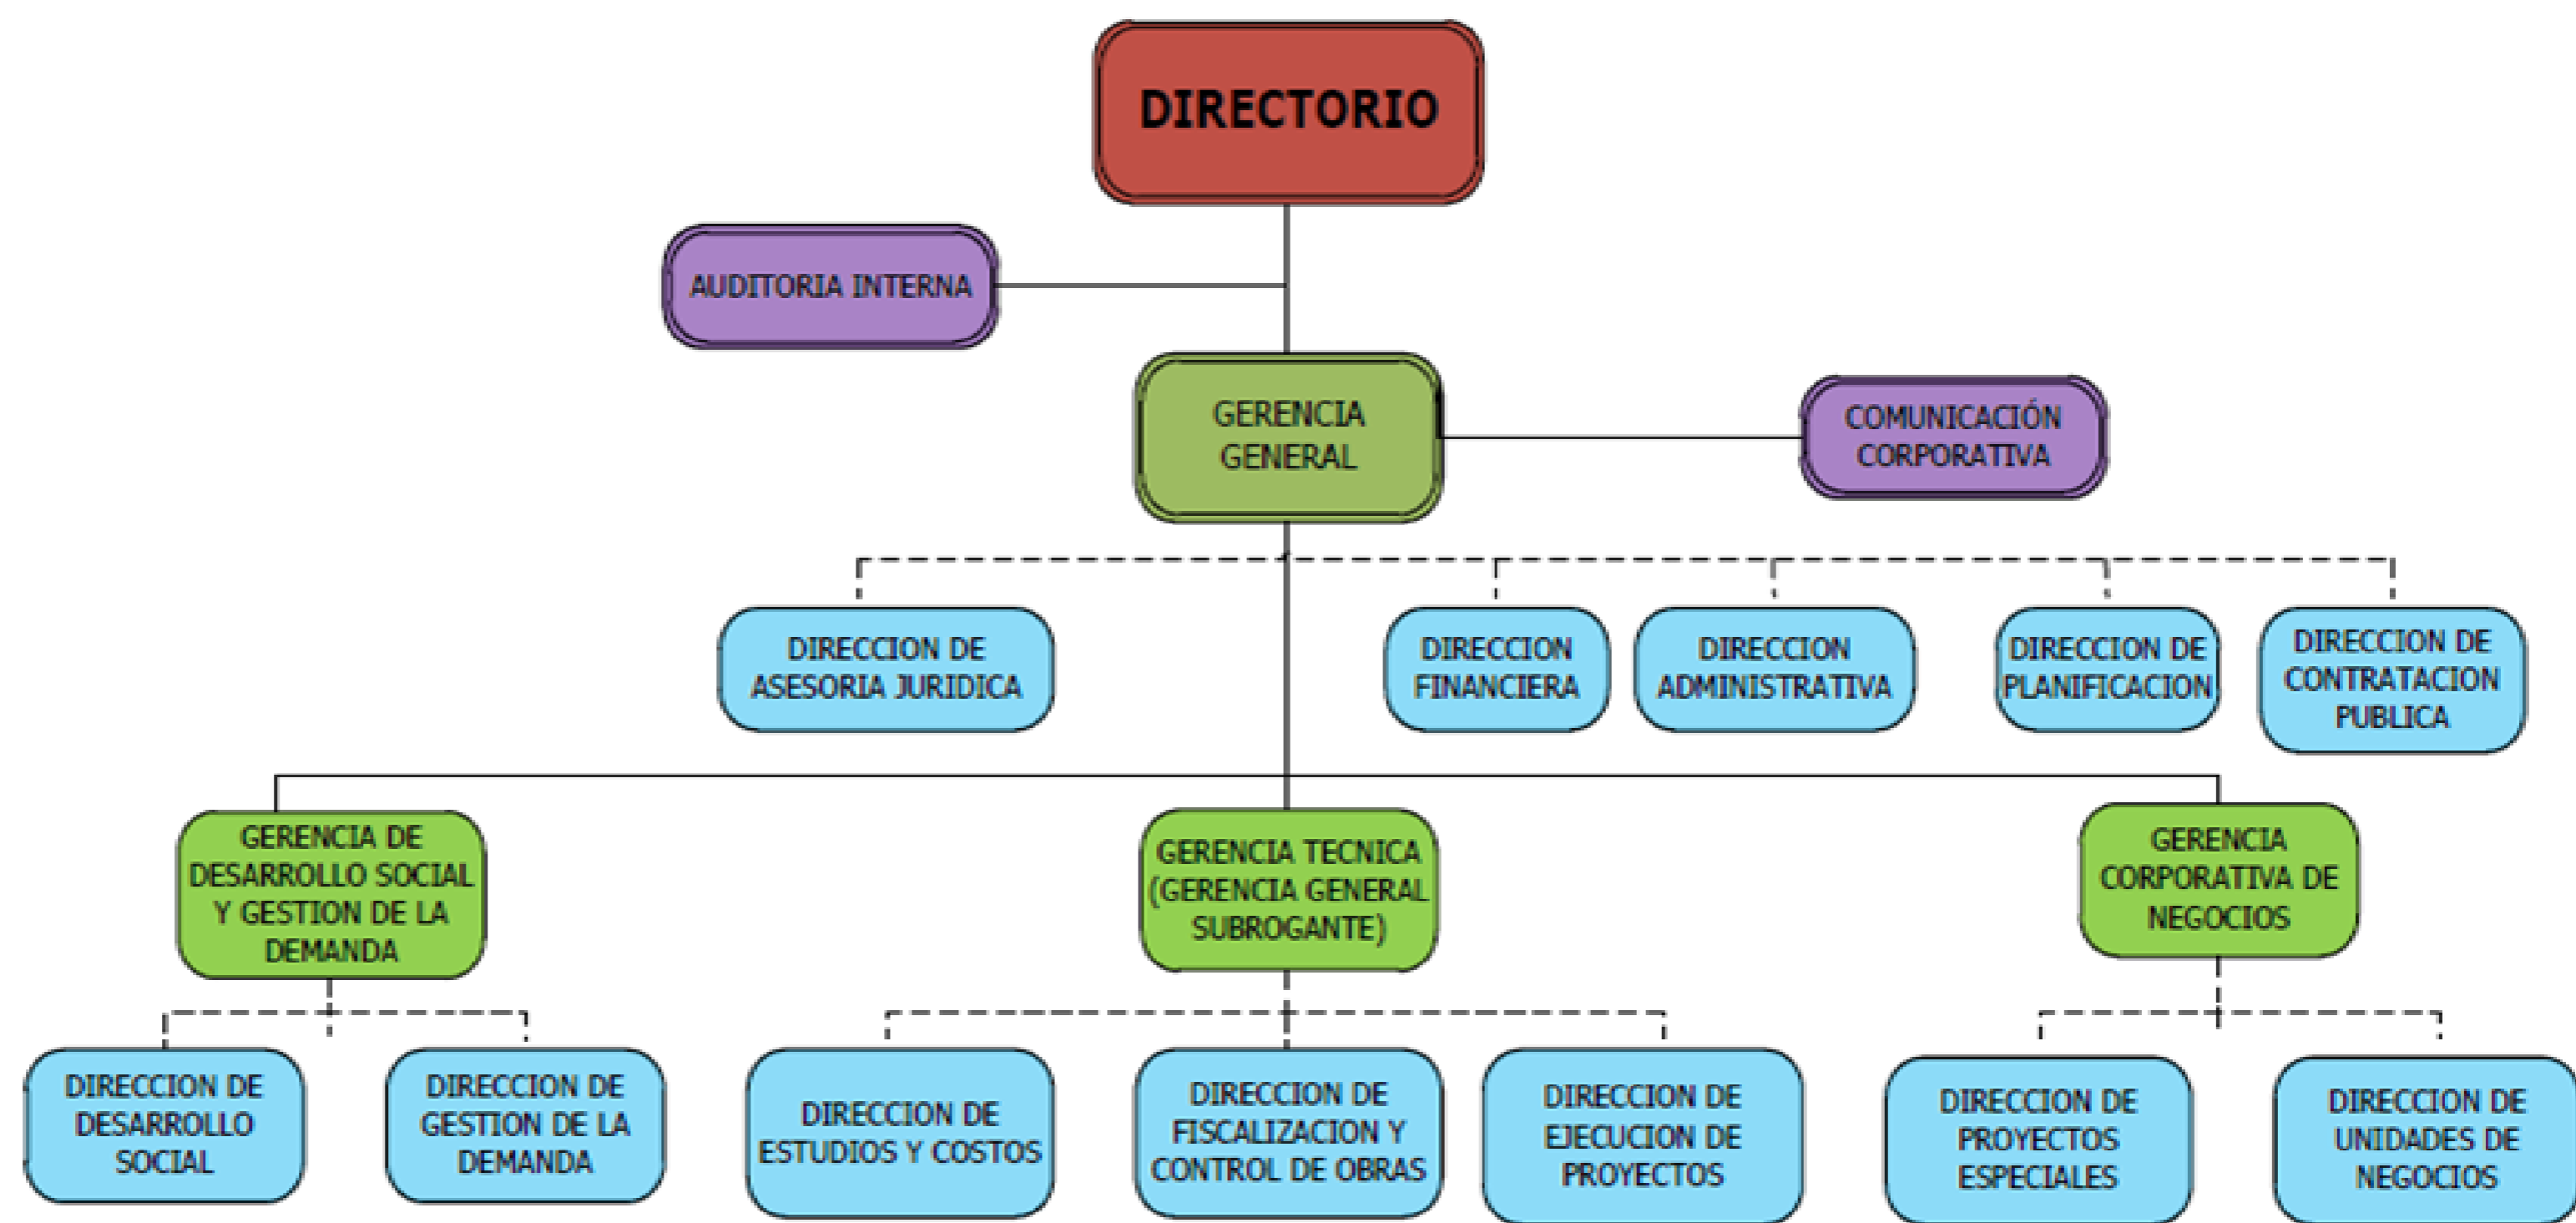 DIRECTORIO
AUDITORIA INTERNA
GERENCIA
GENERAL
COMUNICACIÓN
CORPORATIVA
DIRECCION DE
ASESORIA JURIDICA
DIRECCION
FINANCIERA
DIRECCION
ADMINISTRATIVA
DIRECCION DE
PLANIFICACION
DIRECCION DE
CONTRATACION
PUBLICA
GERENCIA DE
DESARROLLO SOCIAL
Y GESTION DE LA
DEMANDA
GERENCIA TECNICA
(GERENCIA GENERAL
SUBROGANTE)
GERENCIA
CORPORATIVA DE
NEGOCIOS
DIRECCION DE
DESARROLLO
SOCIAL
DIRECCION DE
GESTION DE LA
DEMANDA
DIRECCION DE
ESTUDIOS Y COSTOS
DIRECCION DE
FISCALIZACION Y
CONTROL DE OBRAS
DIRECCION DE
EJECUCION DE
PROYECTOS
DIRECCION DE
PROYECTOS
ESPECIALES
DIRECCION DE
UNIDADES DE
NEGOCIOS